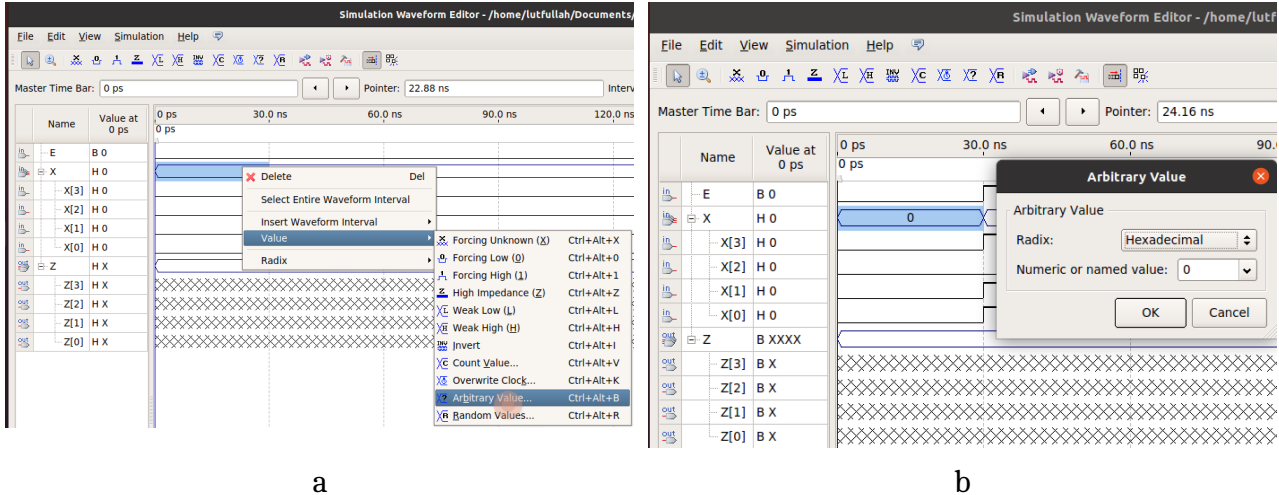 Simulation Waveform Editor - /home/lutfullah/Documents/
File Edit View Simulation Help
Master Time Bar: 0 ps Pointer: 22.88 ns Interv
Name Value at 0 ps
0 ps 30.0 ns 60.0 ns 90.0 ns 120.0 ns
0 ps
E B 0
X H 0
X[3] H 0
X[2] H 0
X[1] H 0
X[0] H 0
Z H X
Z[3] H X
Z[2] H X
Z[1] H X
Z[0] H X
Delete Del
Select Entire Waveform Interval
Insert Waveform Interval
Value
Radix
Forcing Unknown (X) Ctrl+Alt+X
Forcing Low (0) Ctrl+Alt+0
Forcing High (1) Ctrl+Alt+1
High Impedance (Z) Ctrl+Alt+Z
Weak Low (L) Ctrl+Alt+L
Weak High (H) Ctrl+Alt+H
Invert Ctrl+Alt+I
Count Value... Ctrl+Alt+V
Overwrite Clock... Ctrl+Alt+K
Arbitrary Value... Ctrl+Alt+B
Random Values... Ctrl+Alt+R
a
Simulation Waveform Editor - /home/lutf
File Edit View Simulation Help
Master Time Bar: 0 ps Pointer: 24.16 ns
Name Value at 0 ps
0 ps 30.0 ns 60.0 ns 90.
0 ps
E B 0
X H 0 0
X[3] H 0
X[2] H 0
X[1] H 0
X[0] H 0
Z B XXXX
Z[3] B X
Z[2] B X
Z[1] B X
Z[0] B X
Arbitrary Value
Arbitrary Value
Radix: Hexadecimal
Numeric or named value: 0
OK Cancel
b